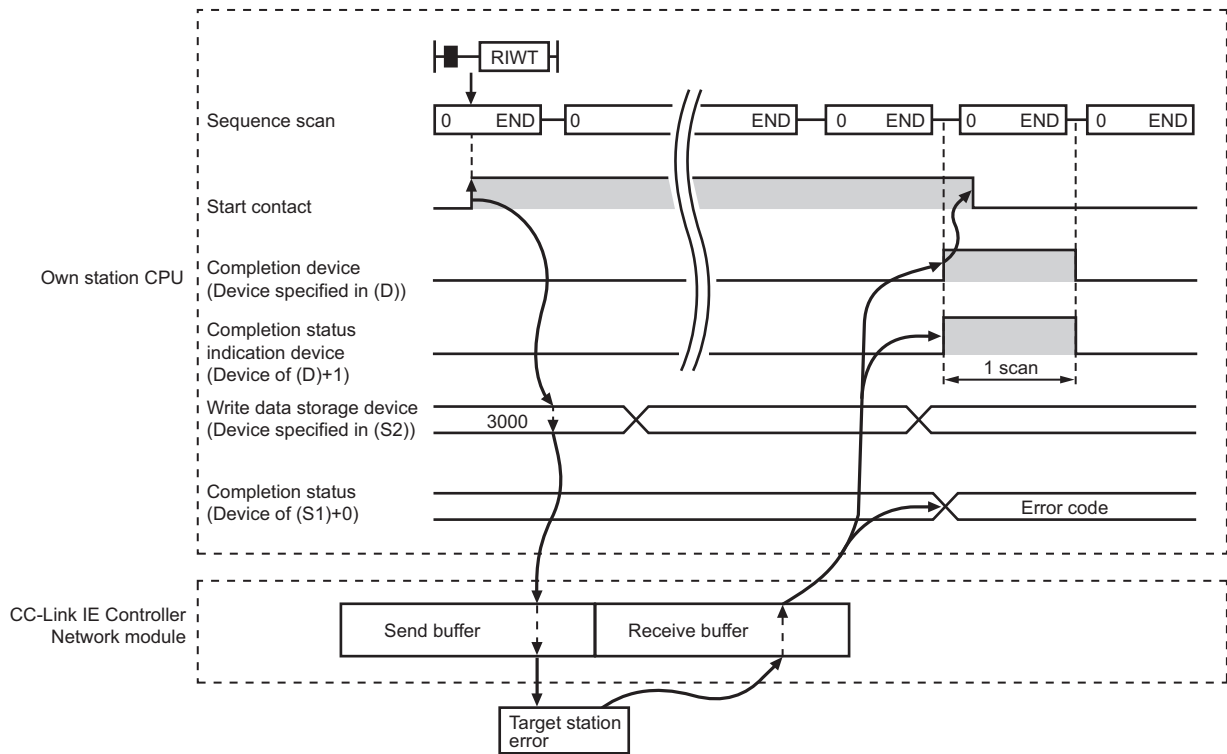 RIWT
Sequence scan
0 END 0 END 0 END 0 END 0 END
Start contact
Own station CPU
Completion device
(Device specified in (D))
Completion status
indication device
(Device of (D)+1)
1 scan
Write data storage device
(Device specified in (S2))
3000
Completion status
(Device of (S1)+0)
Error code
CC-Link IE Controller
Network module
Send buffer
Receive buffer
Target station
error